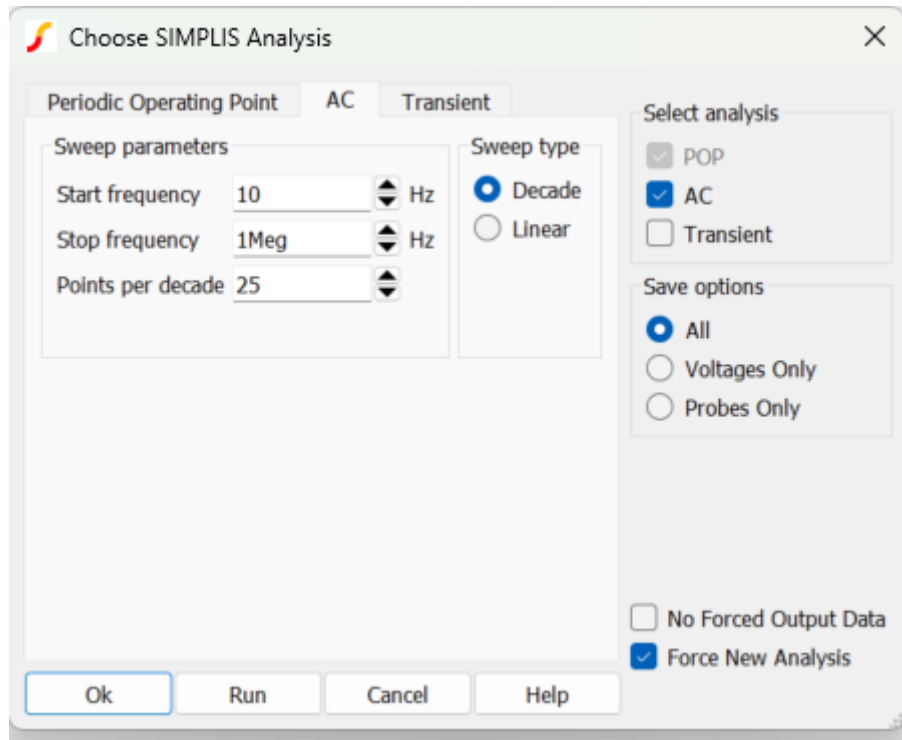 Choose SIMPLIS Analysis
Periodic Operating Point AC Transient
Sweep parameters
Start frequency 10 Hz
Stop frequency 1Meg Hz
Points per decade 25
Sweep type
Decade
Linear
Select analysis
POP
AC
Transient
Save options
All
Voltages Only
Probes Only
No Forced Output Data
Force New Analysis
Ok Run Cancel Help